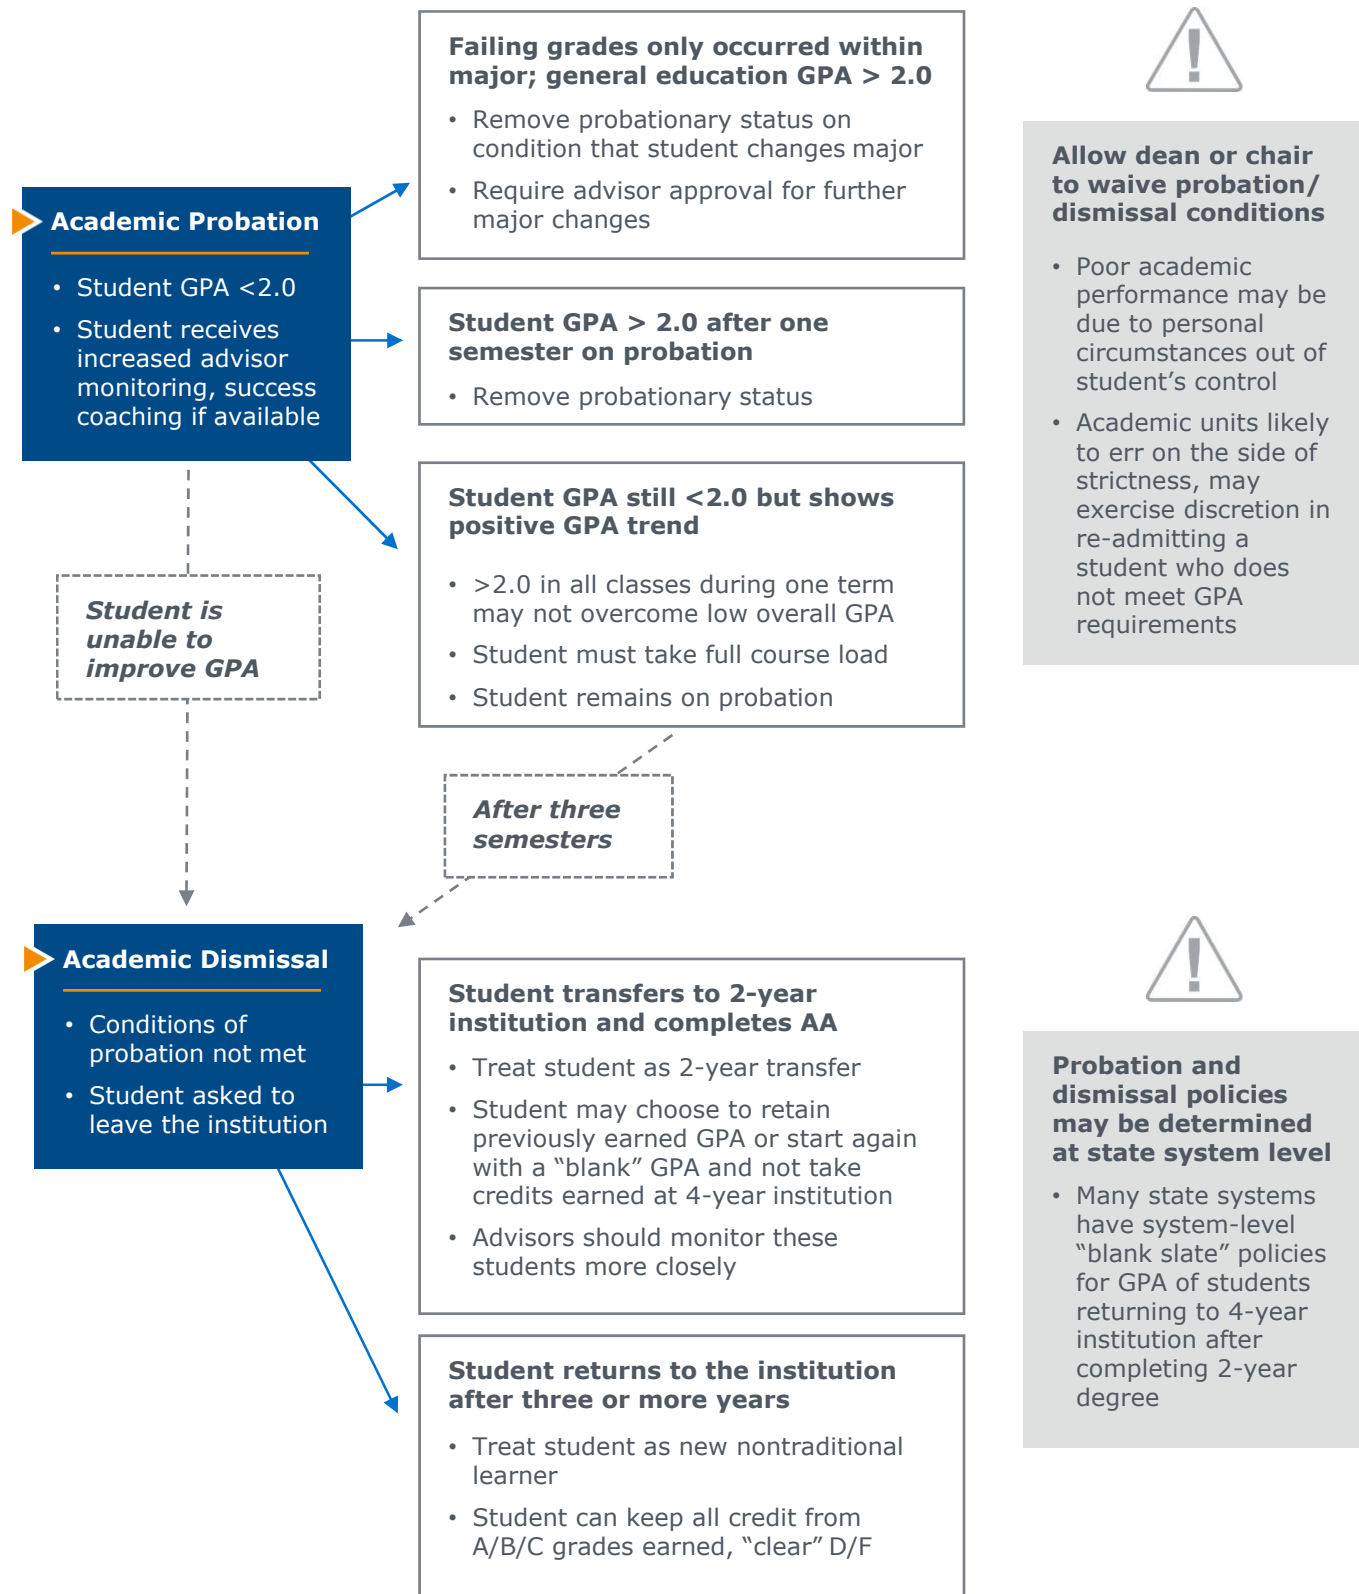 Failing grades only occurred within
major; general education GPA > 2.0
• Remove probationary status on
condition that student changes major
• Require advisor approval for further
major changes
Academic Probation
• Student GPA <2.0
• Student receives
increased advisor
monitoring, success
coaching if available
Student GPA > 2.0 after one
semester on probation
• Remove probationary status
Student GPA still <2.0 but shows
positive GPA trend
• >2.0 in all classes during one term
may not overcome low overall GPA
• Student must take full course load
• Student remains on probation
Allow dean or chair
to waive probation/
dismissal conditions
• Poor academic
performance may be
due to personal
circumstances out of
student’s control
• Academic units likely
to err on the side of
strictness, may
exercise discretion in
re-admitting a
student who does
not meet GPA
requirements
Student is
unable to
improve GPA
After three
semesters
Academic Dismissal
• Conditions of
probation not met
• Student asked to
leave the institution
Student transfers to 2-year
institution and completes AA
• Treat student as 2-year transfer
• Student may choose to retain
previously earned GPA or start again
with a “blank” GPA and not take
credits earned at 4-year institution
• Advisors should monitor these
students more closely
Student returns to the institution
after three or more years
• Treat student as new nontraditional
learner
• Student can keep all credit from
A/B/C grades earned, “clear” D/F
Probation and
dismissal policies
may be determined
at state system level
• Many state systems
have system-level
“blank slate” policies
for GPA of students
returning to 4-year
institution after
completing 2-year
degree